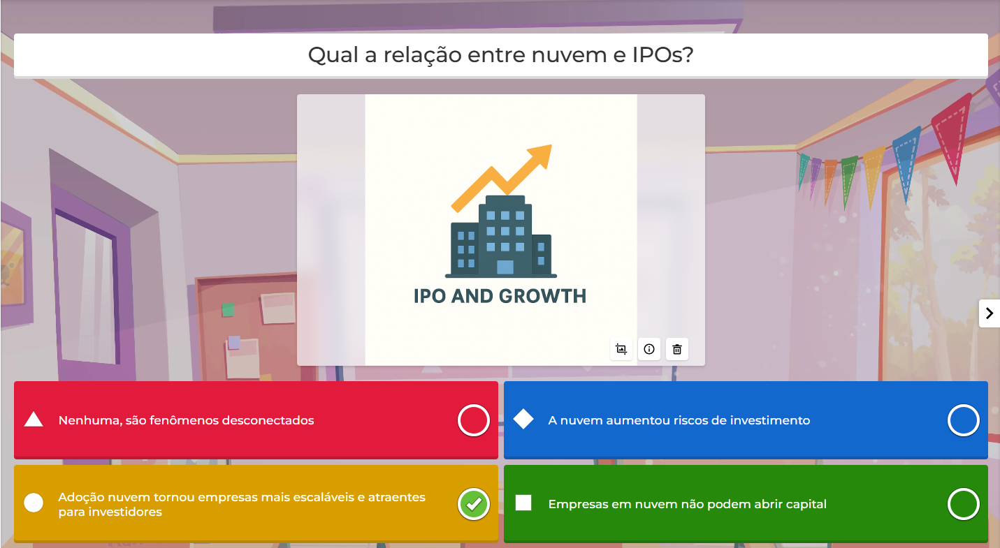 Qual a relação entre nuvem e IPOs?
IPO AND GROWTH
Nenhuma, são fenômenos desconectados
A nuvem aumentou riscos de investimento
Adoção nuvem tornou empresas mais escaláveis e atraentes
para investidores
Empresas em nuvem não podem abrir capital